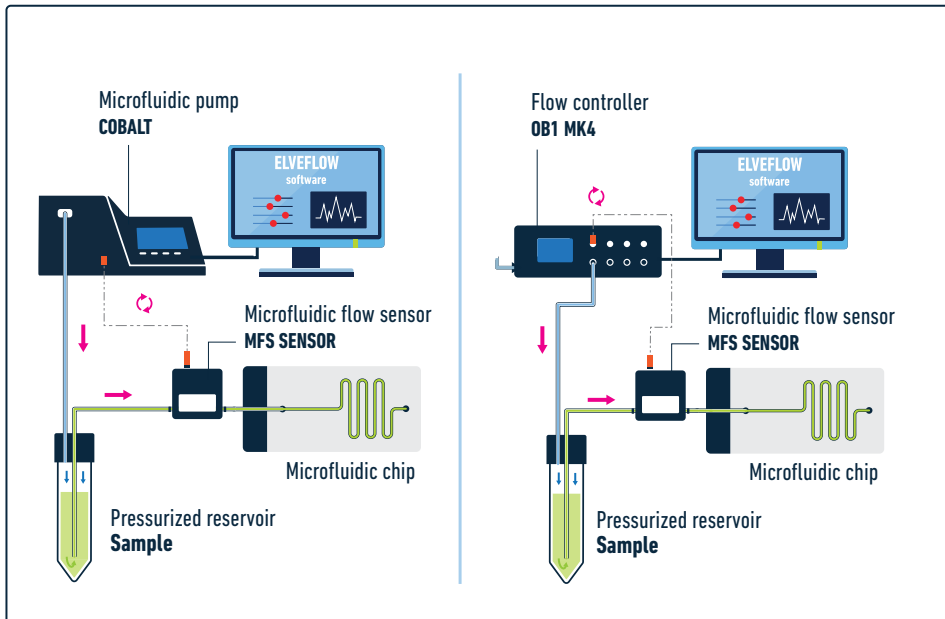 Microfluidic pump
COBALT
ELVEFLOW
software
Microfluidic flow sensor
MFS SENSOR
Microfluidic chip
Pressurized reservoir
Sample
Flow controller
OB1 MK4
ELVEFLOW
software
Microfluidic flow sensor
MFS SENSOR
Microfluidic chip
Pressurized reservoir
Sample